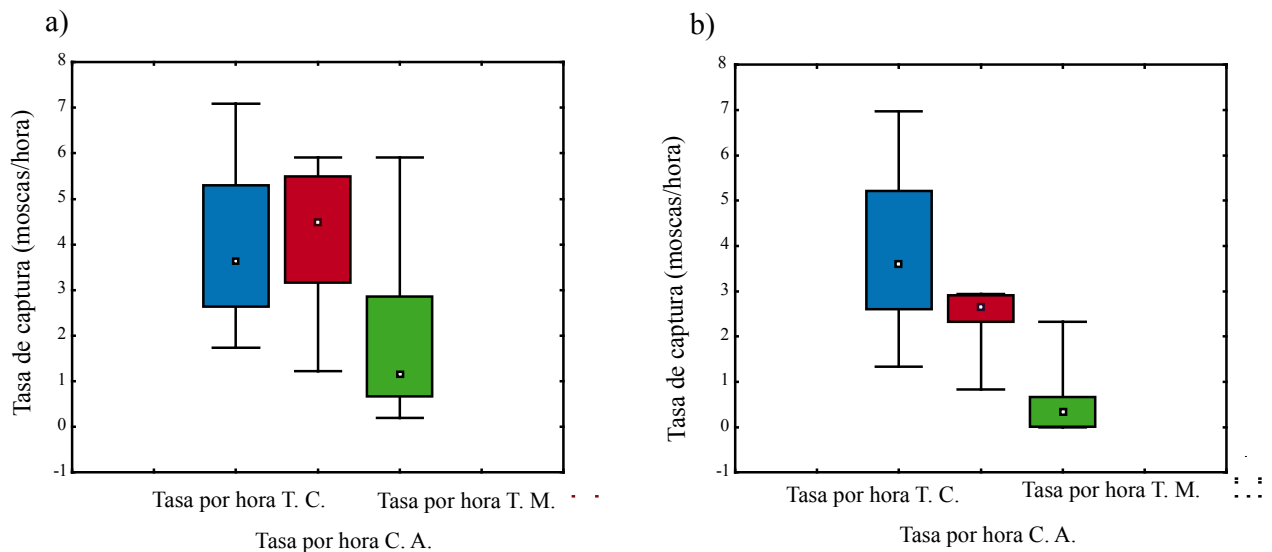 a)
8
7
6
5
4
3
2
1
0
-1
Tasa de captura (moscas/hora)
Tasa por hora T. C.
Tasa por hora T. M.
Tasa por hora C. A.
b)
8
7
6
5
4
3
2
1
0
-1
Tasa de captura (moscas/hora)
Tasa por hora T. C.
Tasa por hora T. M.
Tasa por hora C. A.